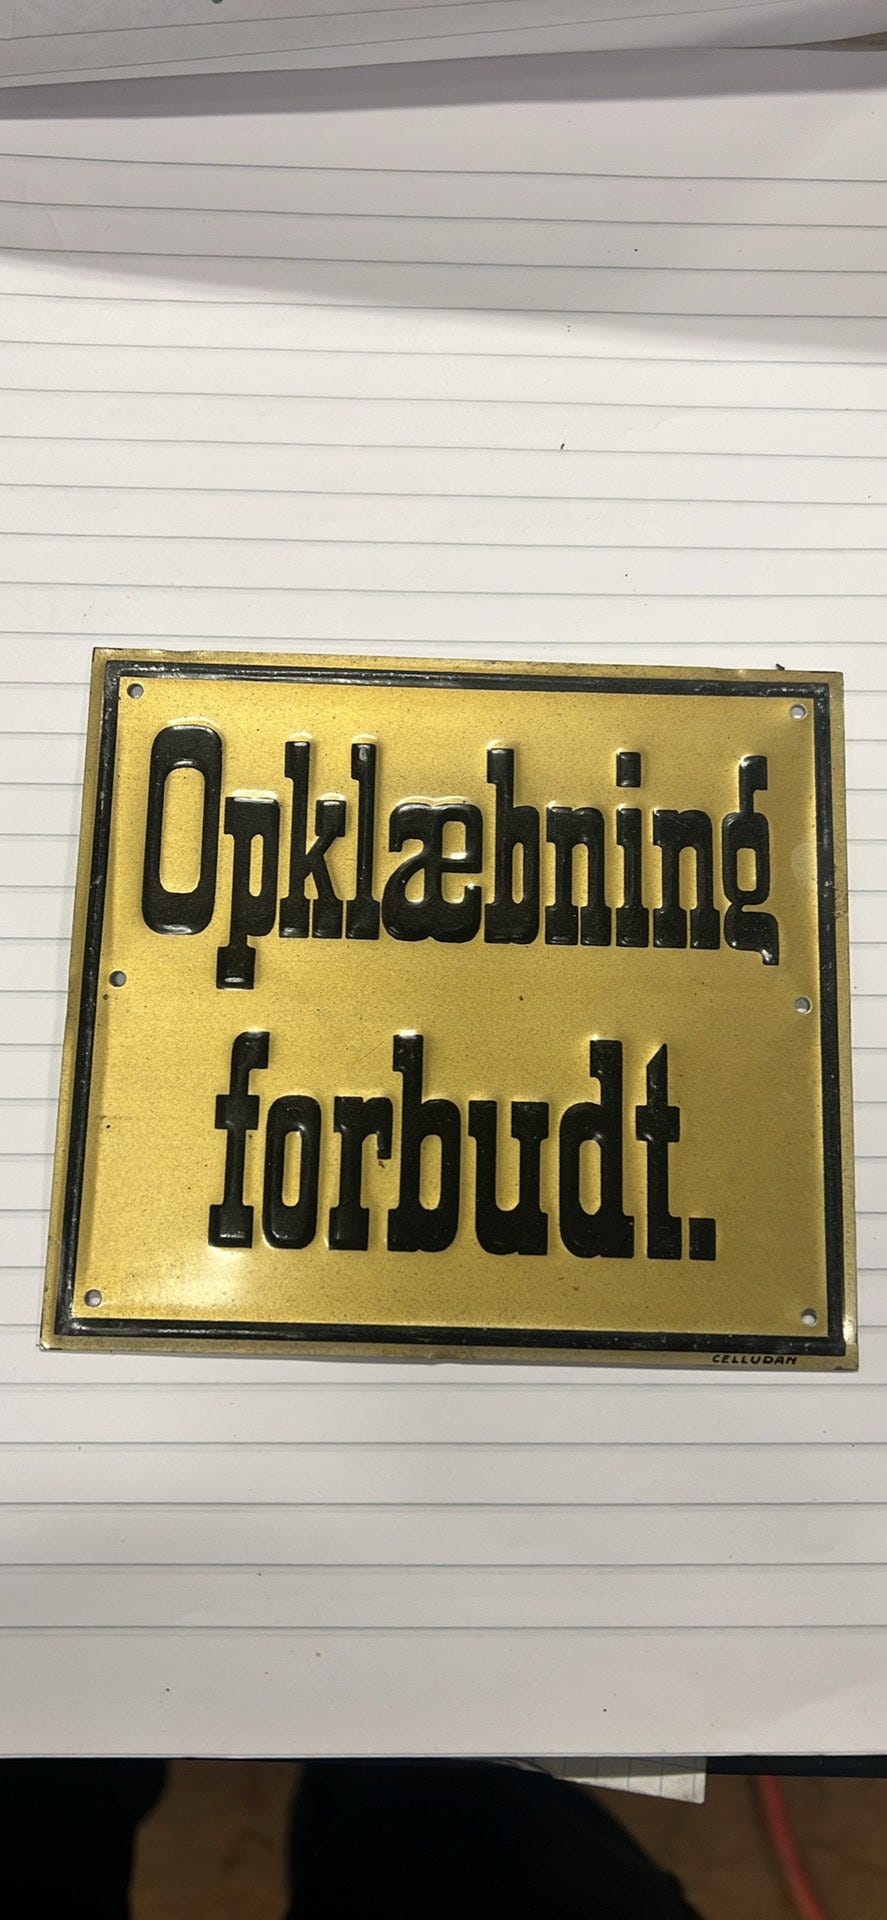 Opklæbning
forbudt.
CELLUDAN